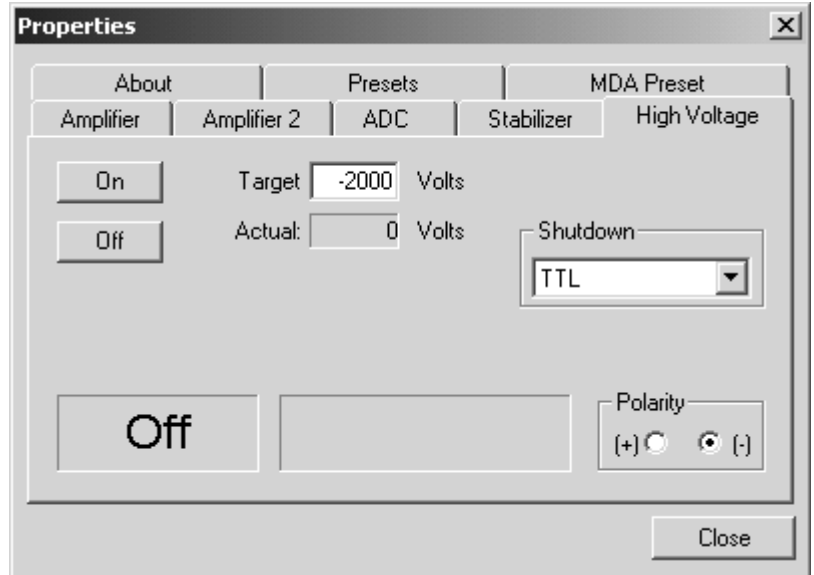 Properties
About Presets MDA Preset
Amplifier Amplifier 2 ADC Stabilizer High Voltage
On Target -2000 Volts
Off Actual: 0 Volts Shutdown
TTL
Off Polarity
(+) (-)
Close